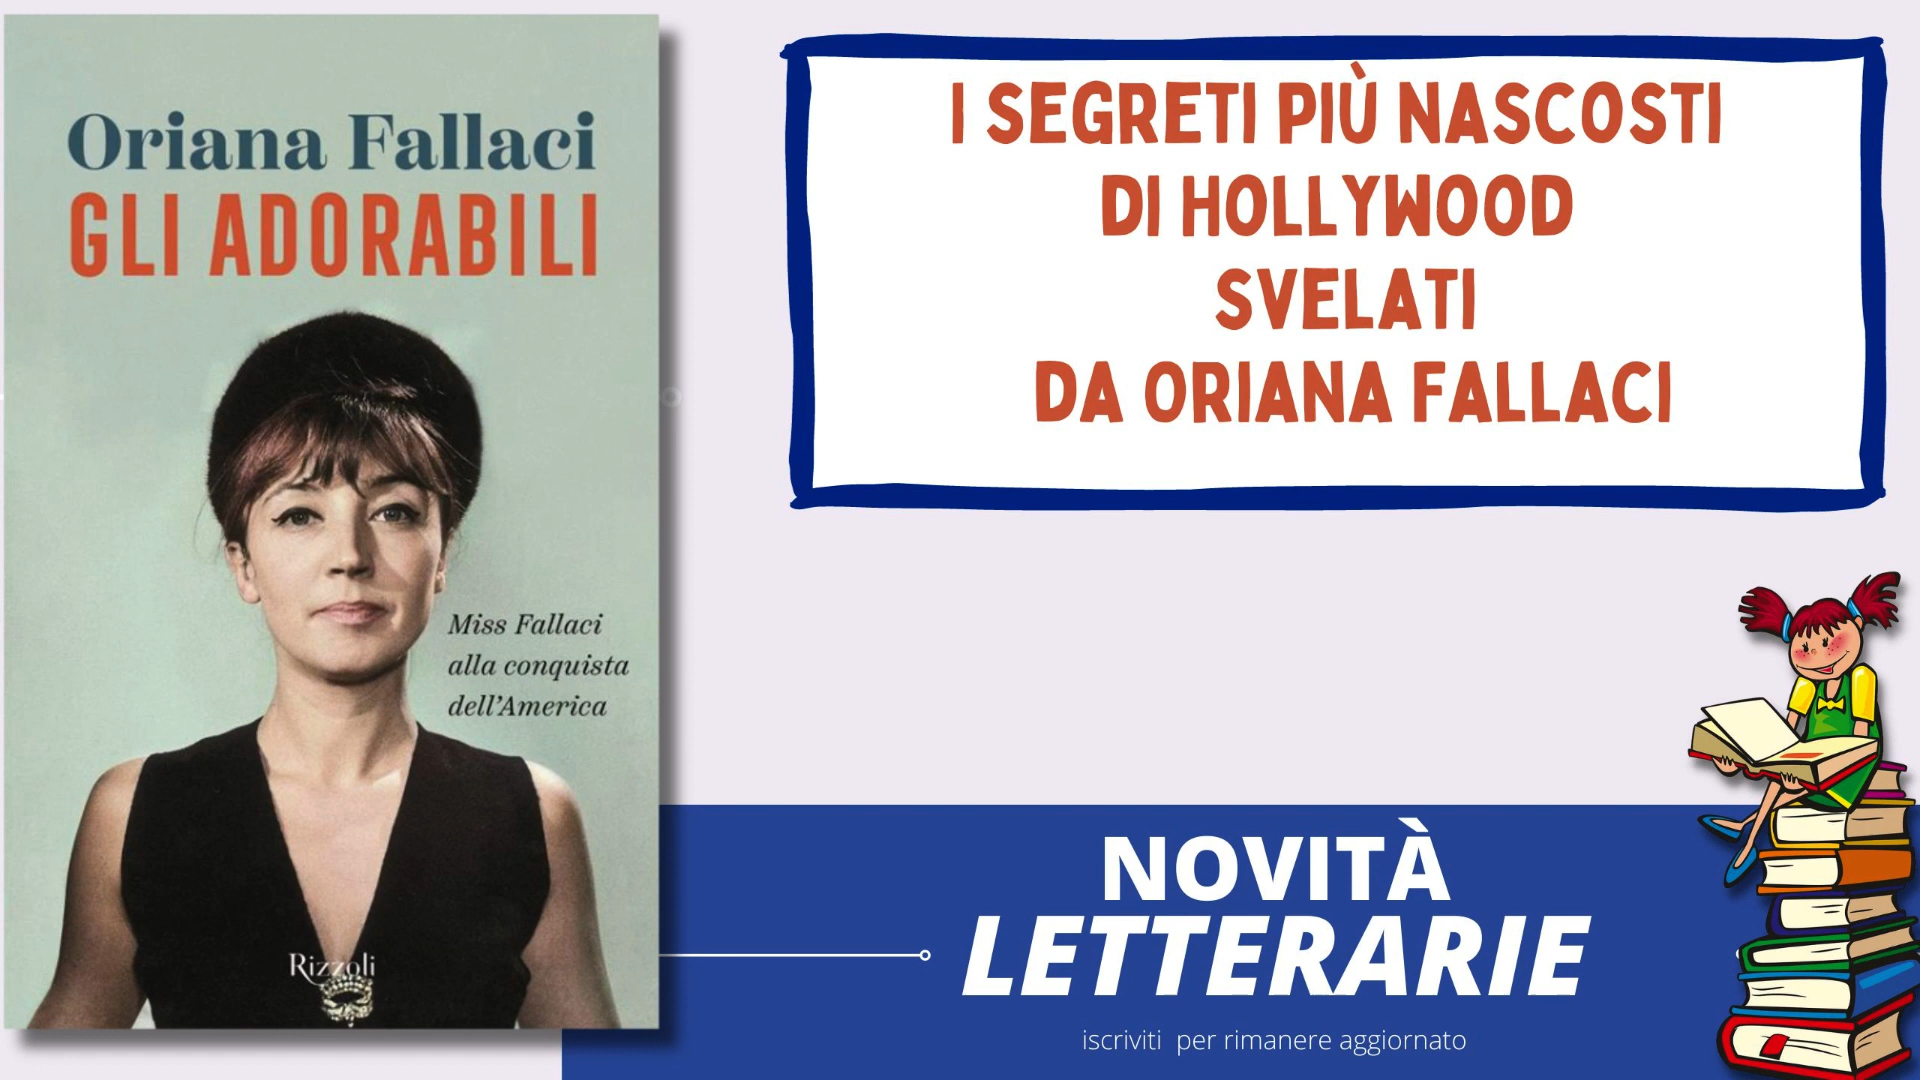 Oriana Fallaci
GLI ADORABILI
Miss Fallaci
alla conquista
dell'America
Rizzoli
I SEGRETI PIÙ NASCOSTI
DI HOLLYWOOD
SVELATI
DA ORIANA FALLACI
NOVITÀ
LETTERARIE
iscriviti per rimanere aggiornato